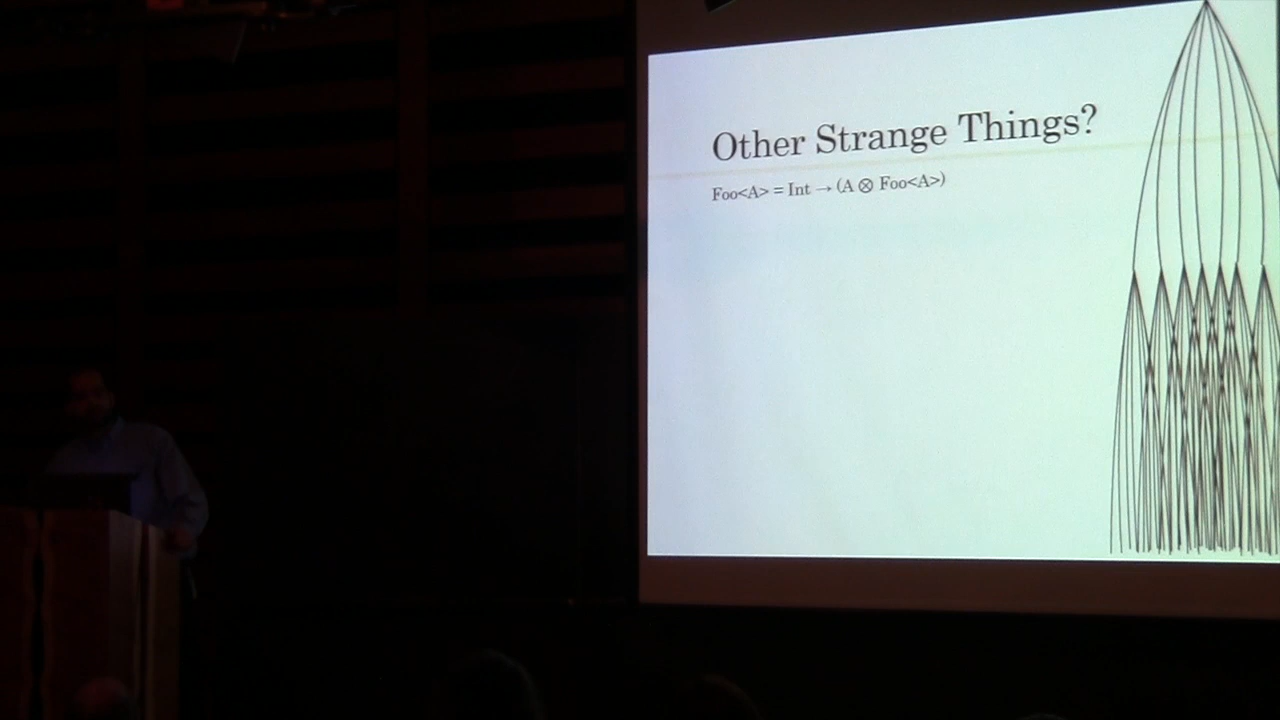 Other Strange Things?
Foo<A> = Int → (A ⊗ Foo<A>)